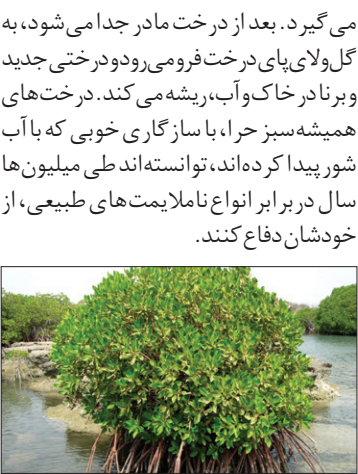 می‌گیرد. بعد از درخت مادر جدا می‌شود، به
گل‌ولای پای درخت فرو می‌رود و درختی جدید
و برنا در خاک و آب، ریشه می‌کند. درخت‌های
همیشه‌سبز حرا، با سازگاری خوبی که با آب
شور پیدا کرده‌اند، توانسته‌اند طی میلیون‌ها
سال در برابر انواع ناملایمت‌های طبیعی، از
خودشان دفاع کنند.